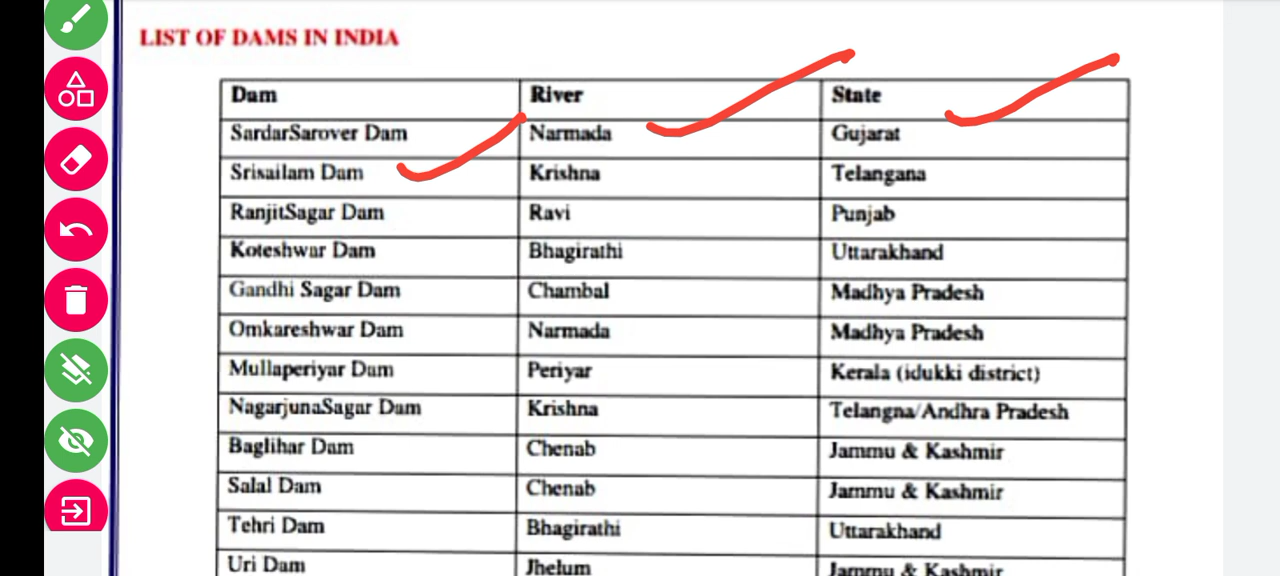 LIST OF DAMS IN INDIA
Dam River State
SardarSarover Dam Narmada Gujarat
Srisailam Dam Krishna Telangana
RanjitSagar Dam Ravi Punjab
Koteshwar Dam Bhagirathi Uttarakhand
Gandhi Sagar Dam Chambal Madhya Pradesh
Omkareshwar Dam Narmada Madhya Pradesh
Mullaperiyar Dam Periyar Kerala (idukki district)
NagarjunaSagar Dam Krishna Telangna/Andhra Pradesh
Baglihar Dam Chenab Jammu & Kashmir
Salal Dam Chenab Jammu & Kashmir
Tehri Dam Bhagirathi Uttarakhand
Uri Dam Jhelum Jammu & Kashmir